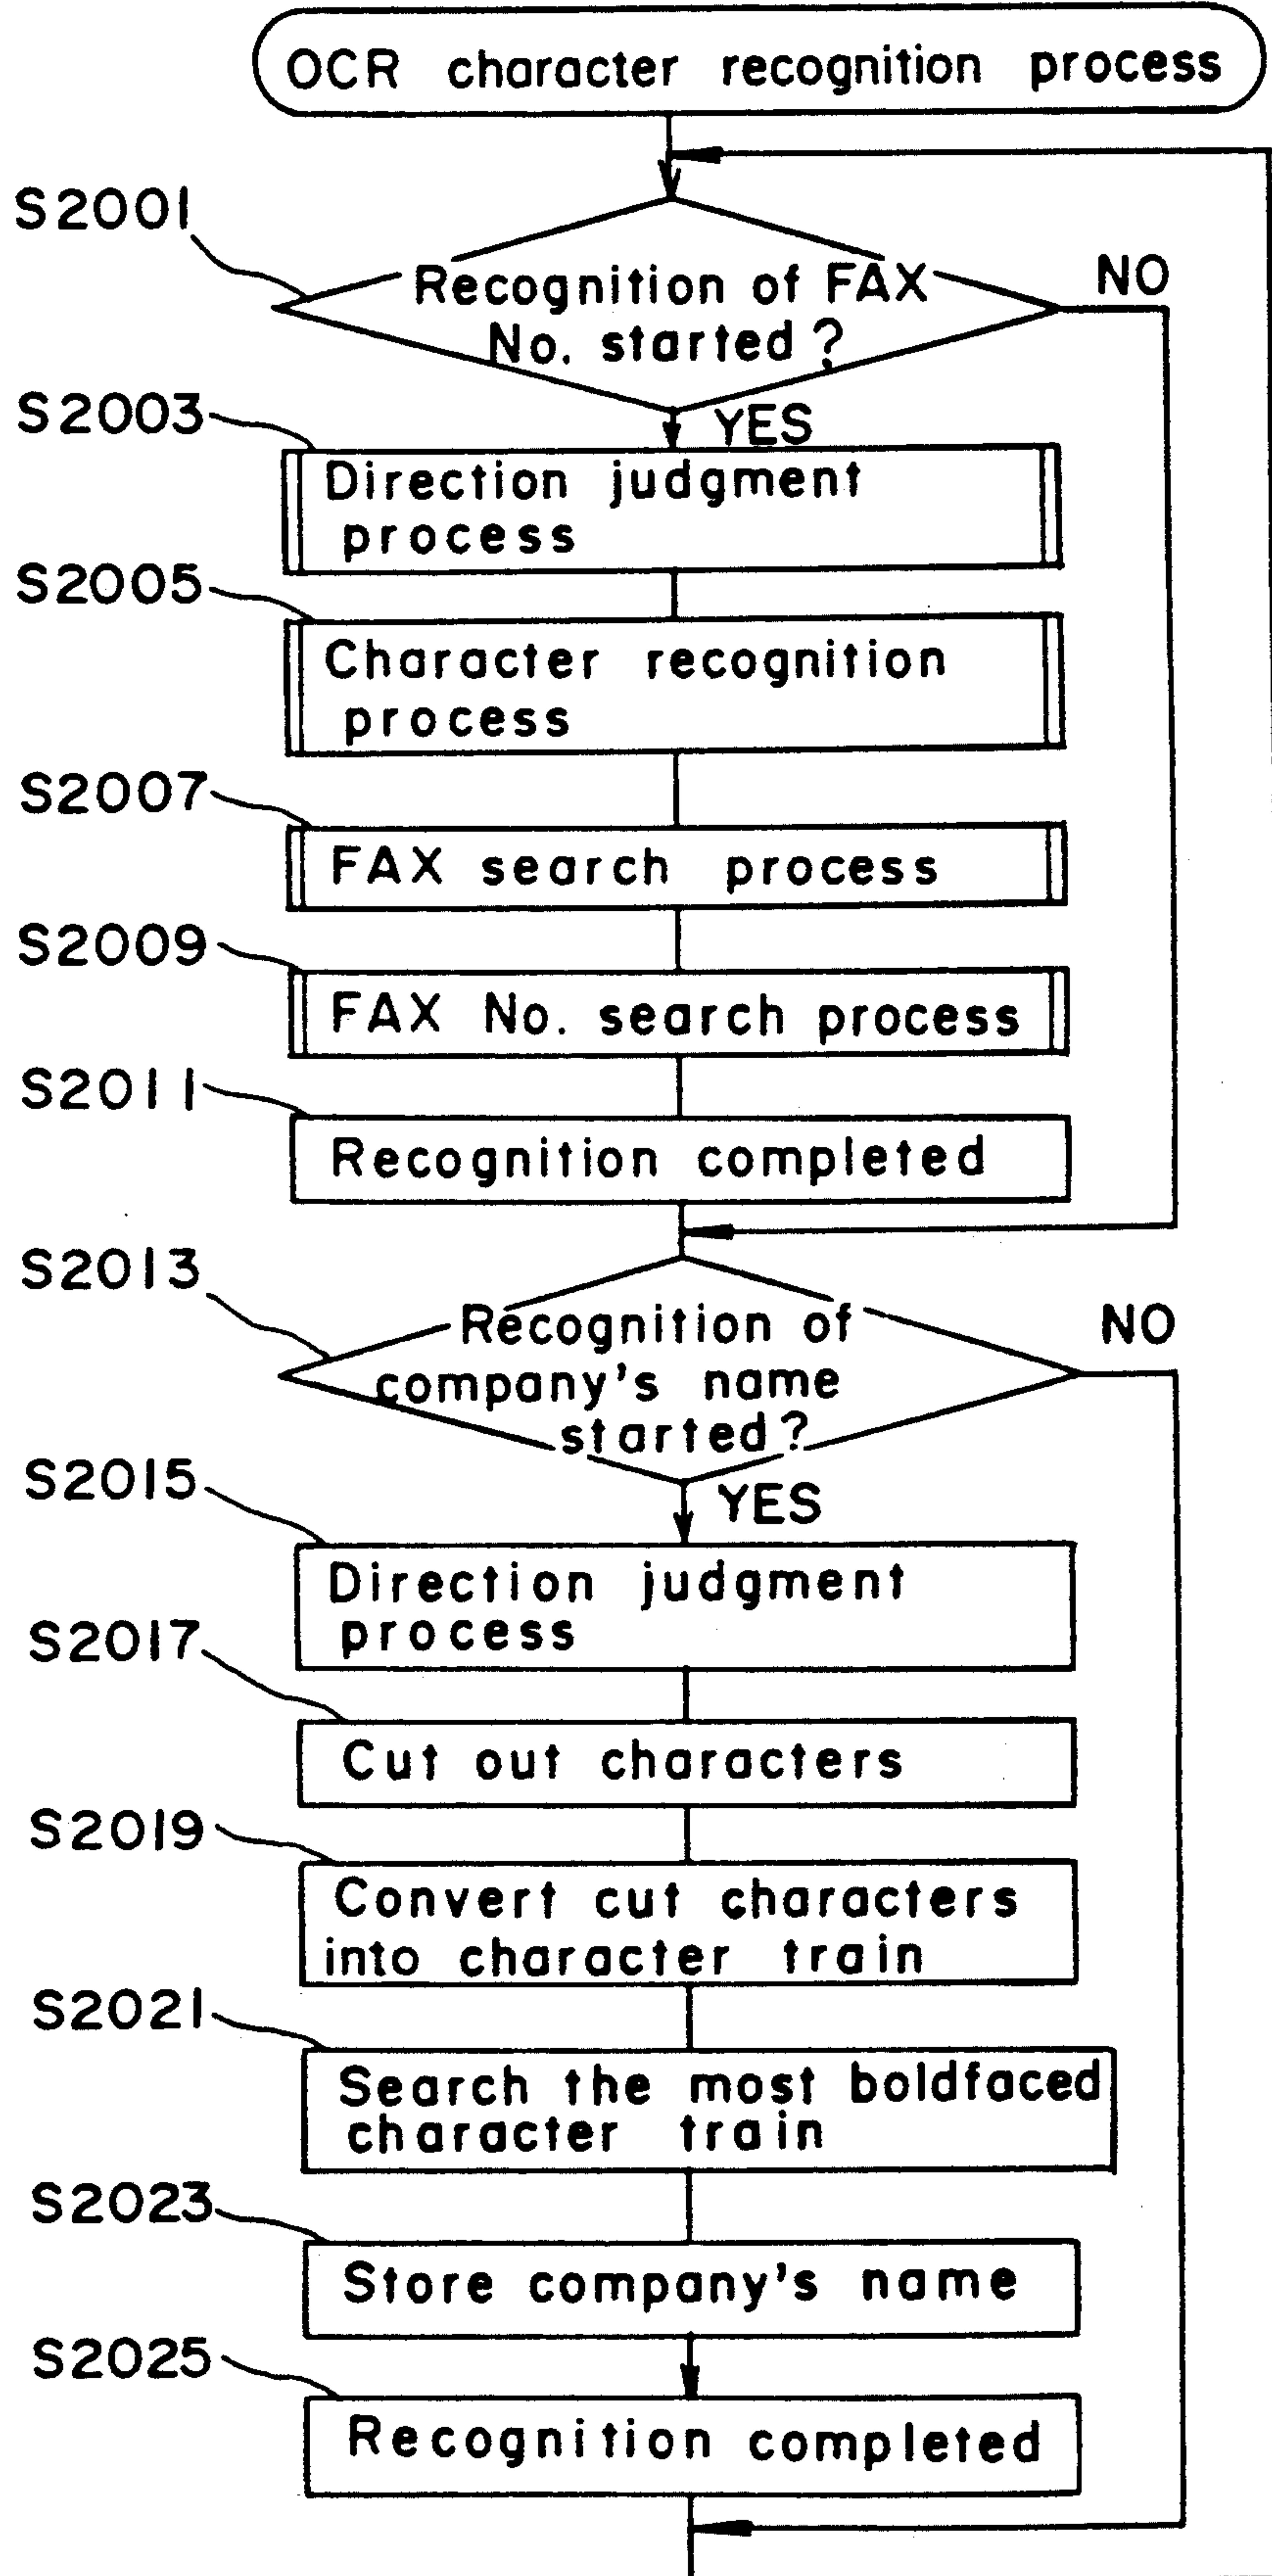 OCR character recognition process
S2001
Recognition of FAX
No. started?
NO
YES
S2003
Direction judgment
process
S2005
Character recognition
process
S2007
FAX search process
S2009
FAX No. search process
S2011
Recognition completed
S2013
Recognition of
company's name
started?
NO
YES
S2015
Direction judgment
process
S2017
Cut out characters
S2019
Convert cut characters
into character train
S2021
Search the most boldfaced
character train
S2023
Store company's name
S2025
Recognition completed